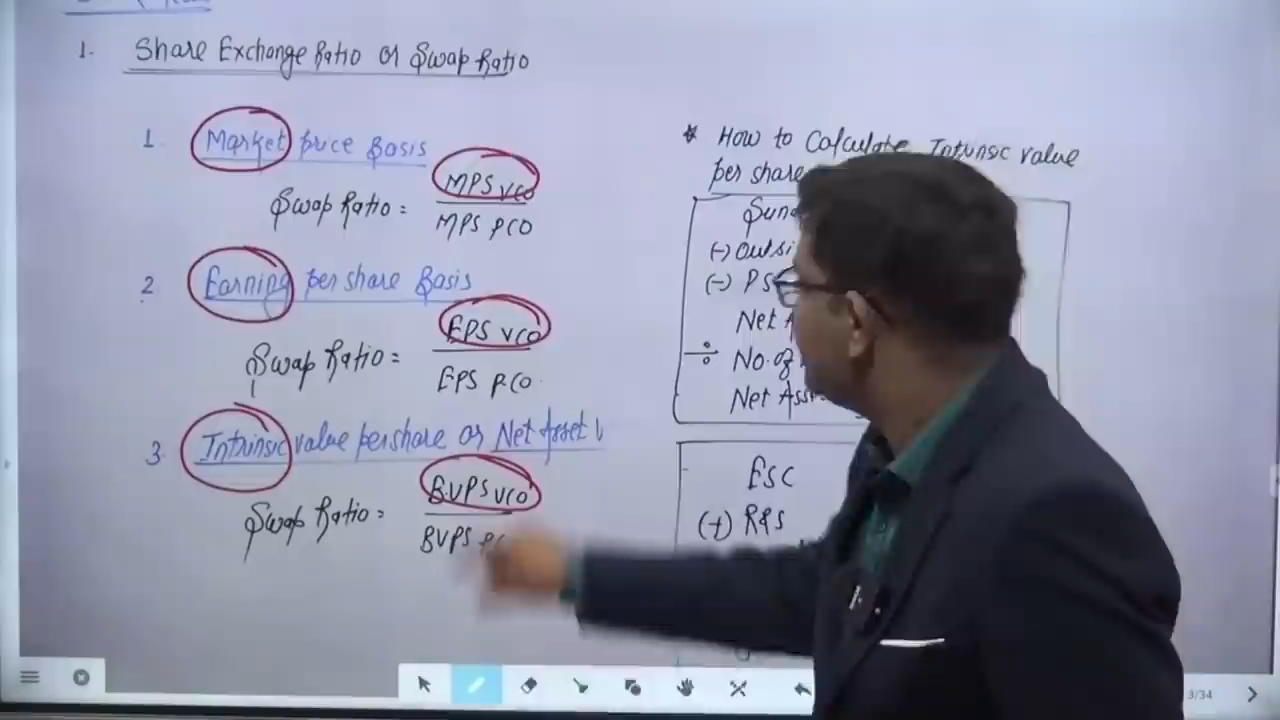 1. Share Exchange Ratio or Swap Ratio
1. Market price Basis
Swap Ratio = MPS VCO
MPS PCO
2 Earning per share Basis
Swap Ratio = EPS VCO
EPS PCO
3. Intrinsic value per share or Net Asset V
Swap Ratio = BVPS VCO
BVPS
* How to Calculate Intrinsic value
per share
(-)
(-) PS
Net
÷ No. of
Net
ESC
(+) R&S
3/34